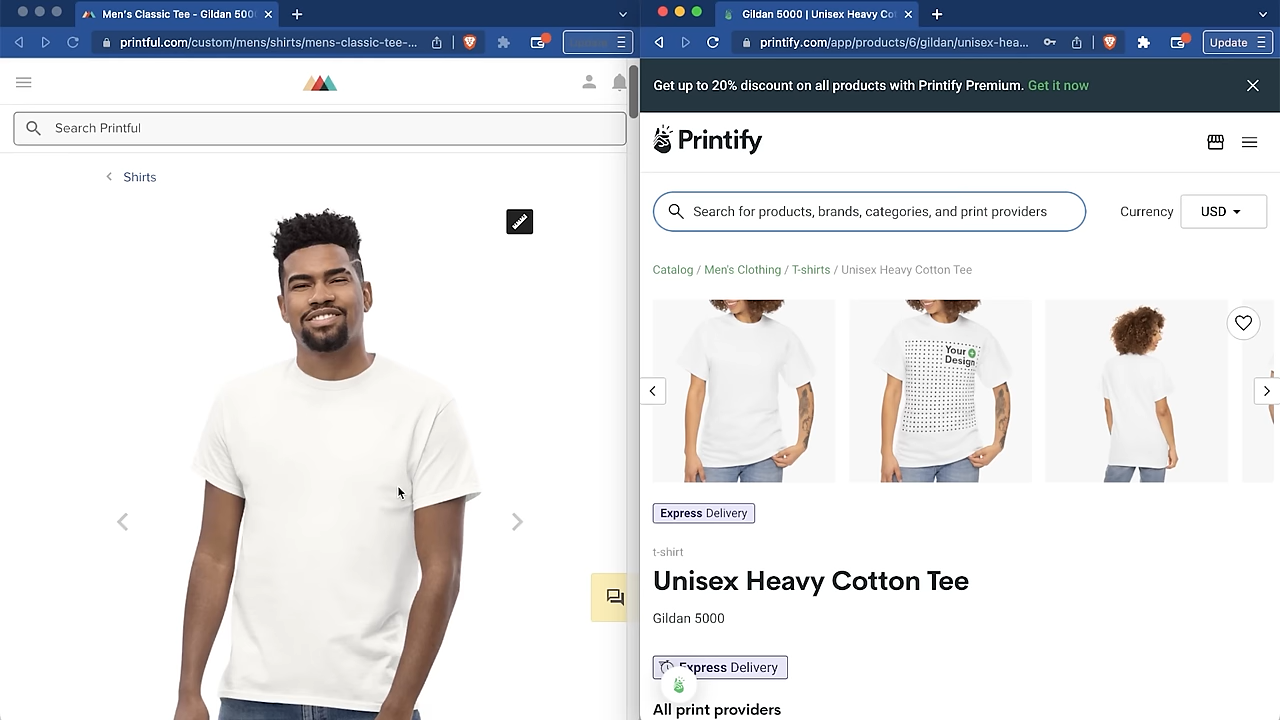 Men's Classic Tee - Gildan 500
printful.com/custom/mens/shirts/mens-classic-tee-...
Search Printful
Shirts
Gildan 5000 | Unisex Heavy Co
printify.com/app/products/6/gildan/unisex-hea...
Update
Get up to 20% discount on all products with Printify Premium. Get it now
Printify
Search for products, brands, categories, and print providers
Currency
USD
Catalog / Men's Clothing / T-shirts / Unisex Heavy Cotton Tee
Your
Design
Express Delivery
t-shirt
Unisex Heavy Cotton Tee
Gildan 5000
Express Delivery
All print providers